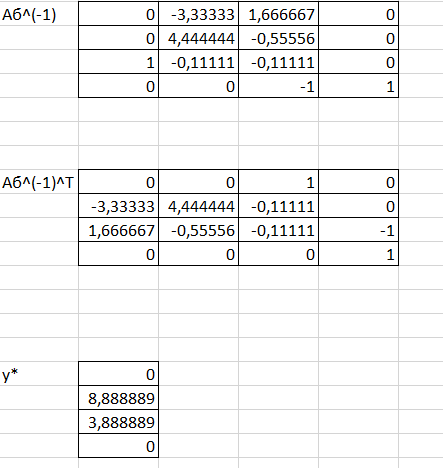 Aб^(-1) 0 -3,33333 1,666667 0
0 4,444444 -0,55556 0
1 -0,11111 -0,11111 0
0 0 -1 1
Aб^(-1)^T 0 0 1 0
-3,33333 4,444444 -0,11111 0
1,666667 -0,55556 -0,11111 -1
0 0 0 1
y* 0
8,888889
3,888889
0